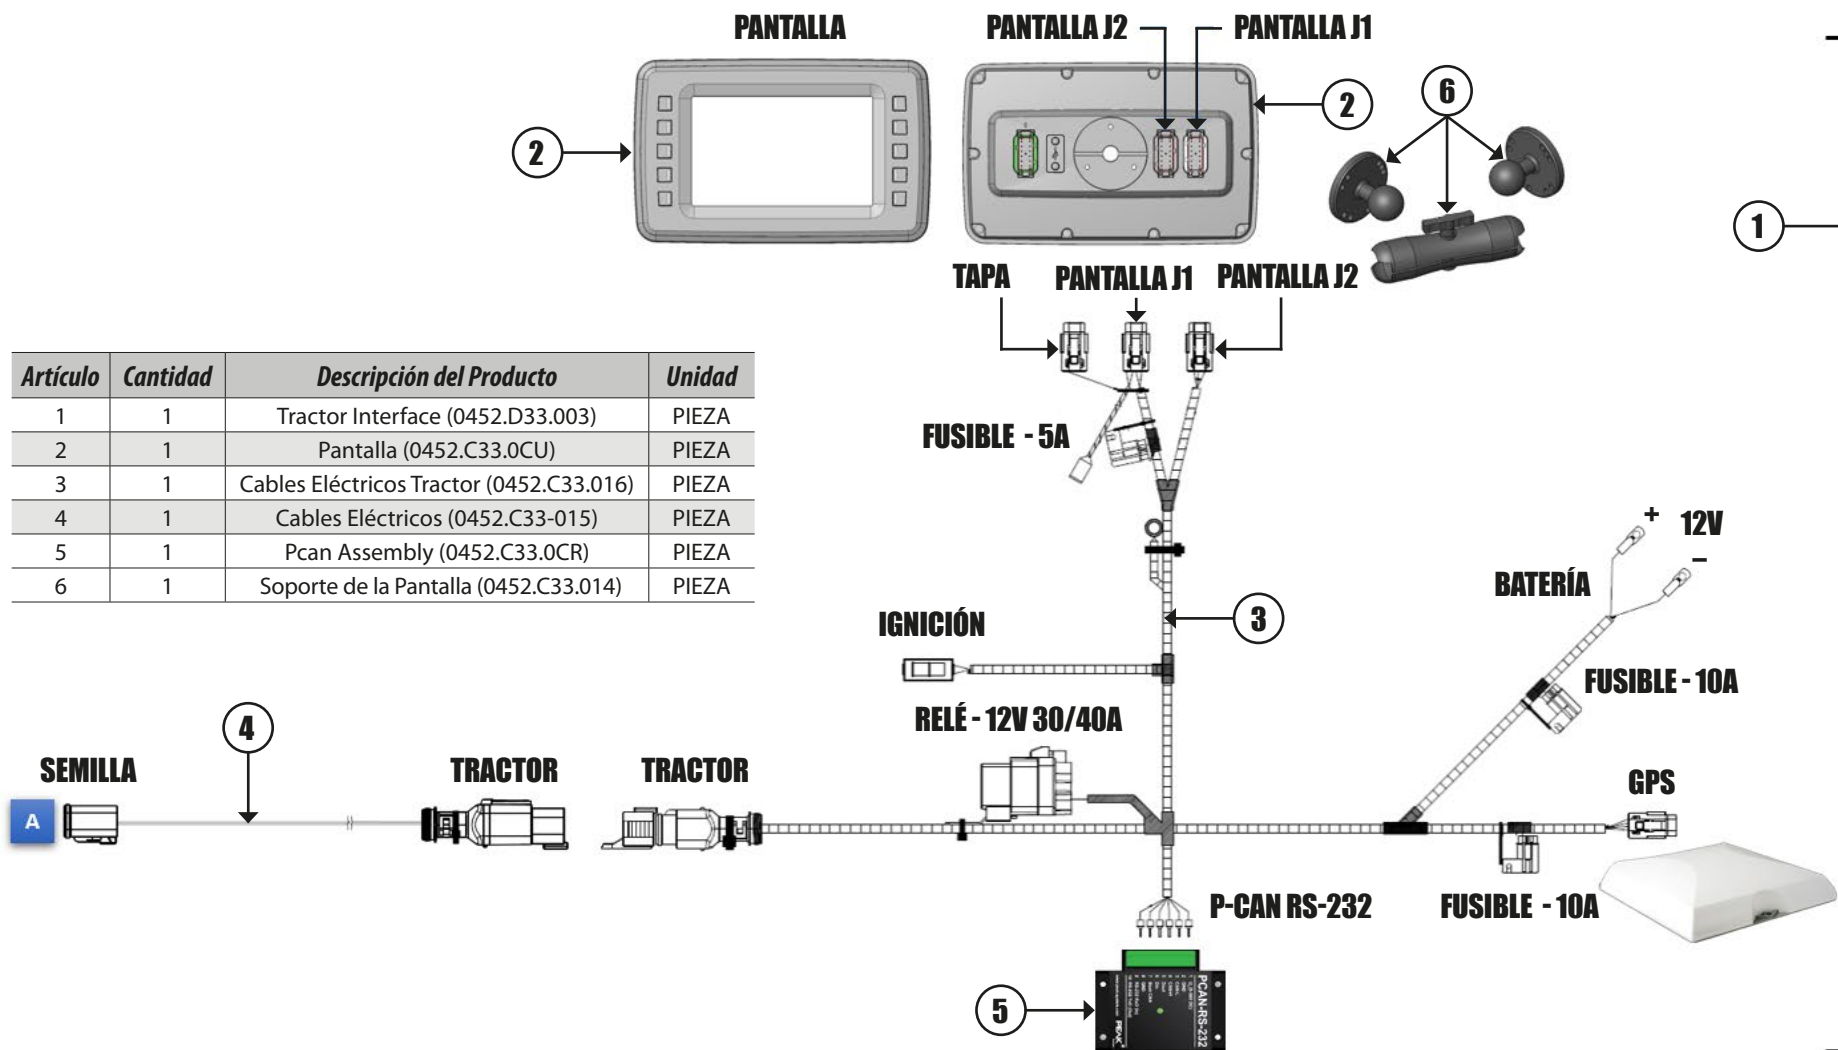 PANTALLA
PANTALLA J2
PANTALLA J1
2
2
6
1
TAPA
PANTALLA J1
PANTALLA J2
Artículo Cantidad Descripción del Producto Unidad
1 1 Tractor Interface (0452.D33.003) PIEZA
2 1 Pantalla (0452.C33.0CU) PIEZA
3 1 Cables Eléctricos Tractor (0452.C33.016) PIEZA
4 1 Cables Eléctricos (0452.C33-015) PIEZA
5 1 Pcan Assembly (0452.C33.0CR) PIEZA
6 1 Soporte de la Pantalla (0452.C33.014) PIEZA
FUSIBLE - 5A
+ 12V
–
BATERÍA
IGNICIÓN
3
FUSIBLE - 10A
RELÉ - 12V 30/40A
4
SEMILLA
TRACTOR
TRACTOR
GPS
A
P-CAN RS-232
FUSIBLE - 10A
5
PCAN-RS-232
PEAK